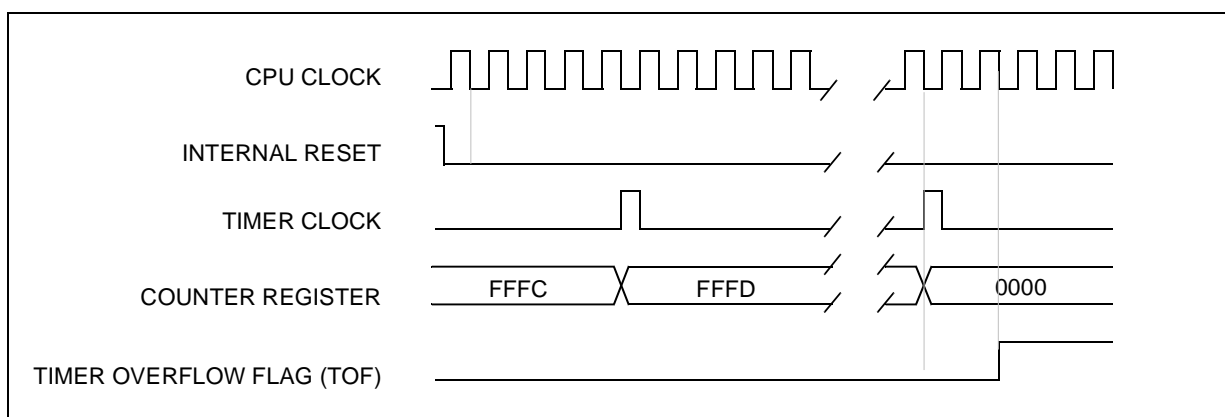 CPU CLOCK
INTERNAL RESET
TIMER CLOCK
COUNTER REGISTER FFFC FFFD 0000
TIMER OVERFLOW FLAG (TOF)